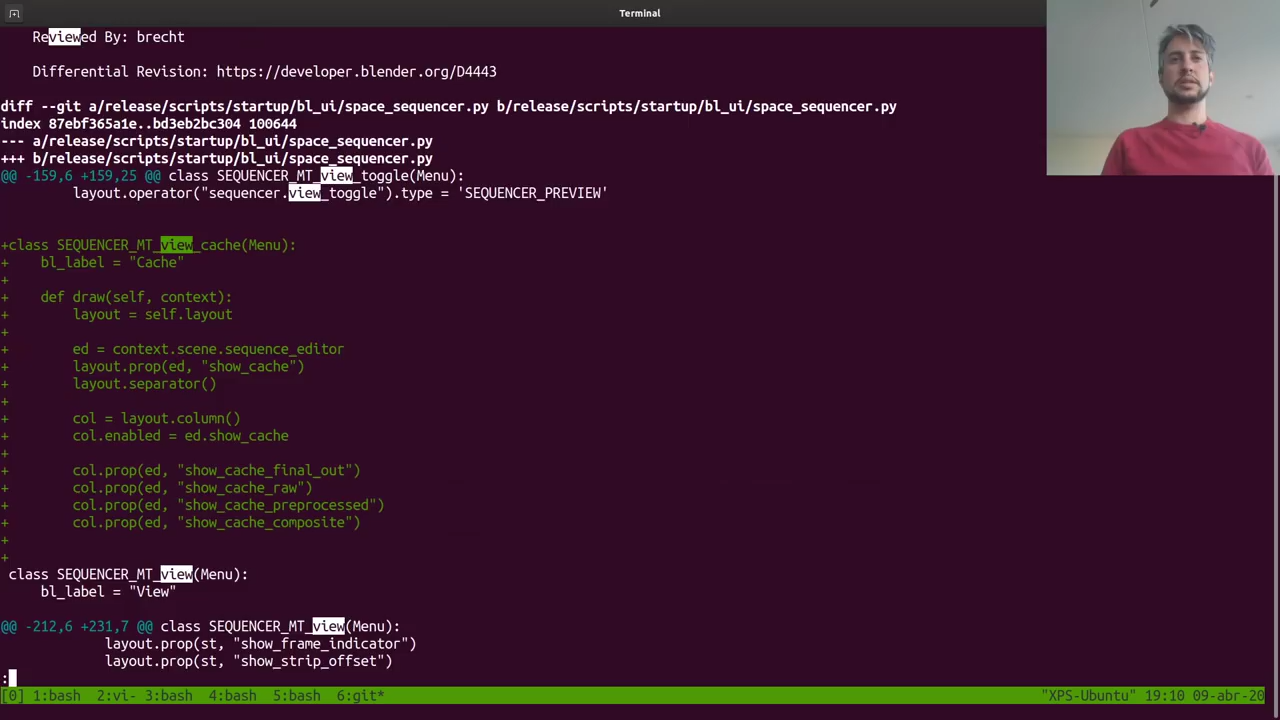 Terminal
Reviewed By: brecht
Differential Revision: https://developer.blender.org/D4443
diff --git a/release/scripts/startup/bl_ui/space_sequencer.py b/release/scripts/startup/bl_ui/space_sequencer.py
index 87ebf365a1e..bd3eb2bc304 100644
--- a/release/scripts/startup/bl_ui/space_sequencer.py
+++ b/release/scripts/startup/bl_ui/space_sequencer.py
@@ -159,6 +159,25 @@ class SEQUENCER_MT_view_toggle(Menu):
         layout.operator("sequencer.view_toggle").type = 'SEQUENCER_PREVIEW'
+class SEQUENCER_MT_view_cache(Menu):
+    bl_label = "Cache"
+
+    def draw(self, context):
+        layout = self.layout
+
+        ed = context.scene.sequence_editor
+        layout.prop(ed, "show_cache")
+        layout.separator()
+
+        col = layout.column()
+        col.enabled = ed.show_cache
+
+        col.prop(ed, "show_cache_final_out")
+        col.prop(ed, "show_cache_raw")
+        col.prop(ed, "show_cache_preprocessed")
+        col.prop(ed, "show_cache_composite")
+
+
 class SEQUENCER_MT_view(Menu):
     bl_label = "View"
@@ -212,6 +231,7 @@ class SEQUENCER_MT_view(Menu):
             layout.prop(st, "show_frame_indicator")
             layout.prop(st, "show_strip_offset")
:
[0] 1:bash  2:vi- 3:bash  4:bash  5:bash  6:git* "XPS-Ubuntu" 19:10 09-abr-20